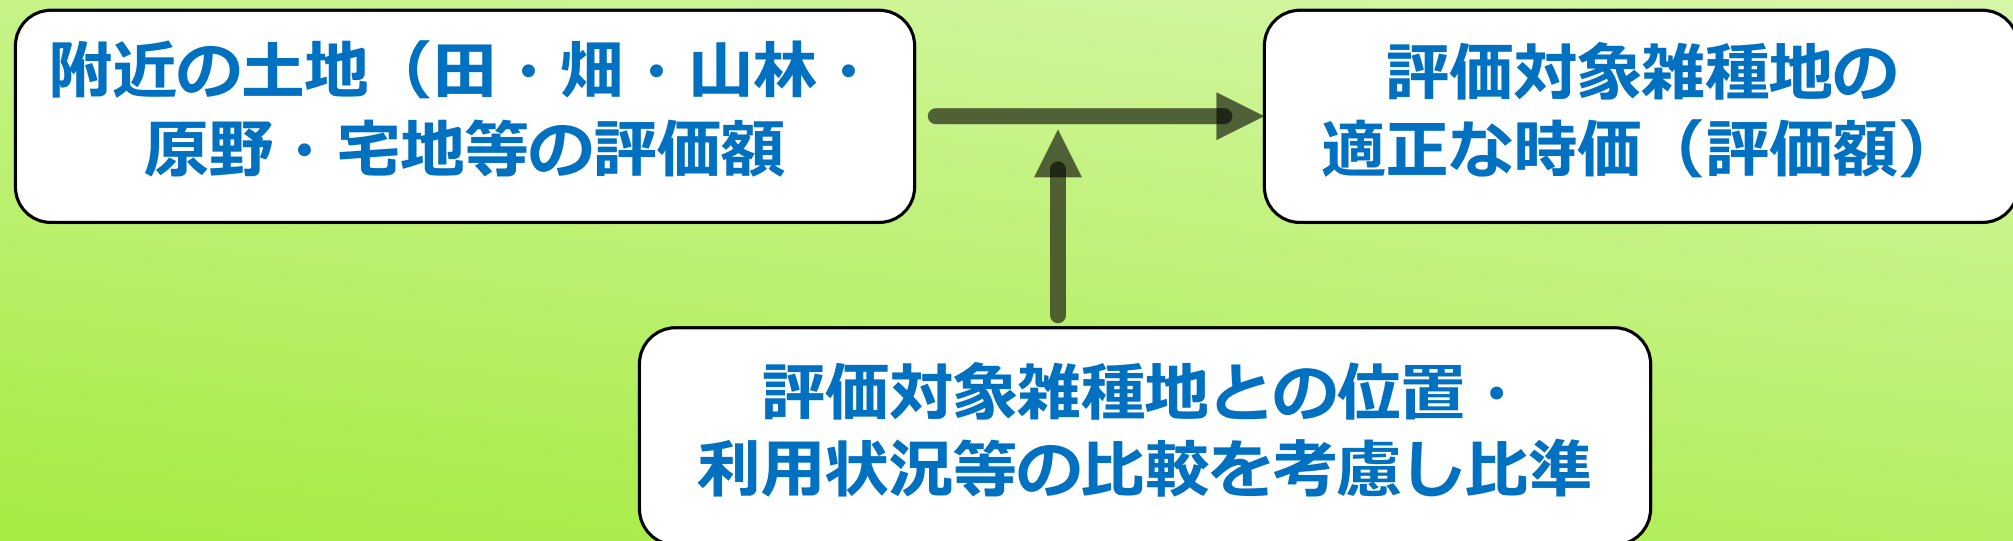 附近の土地（田・畑・山林・
原野・宅地等の評価額
評価対象雑種地の
適正な時価（評価額）
評価対象雑種地との位置・
利用状況等の比較を考慮し比準